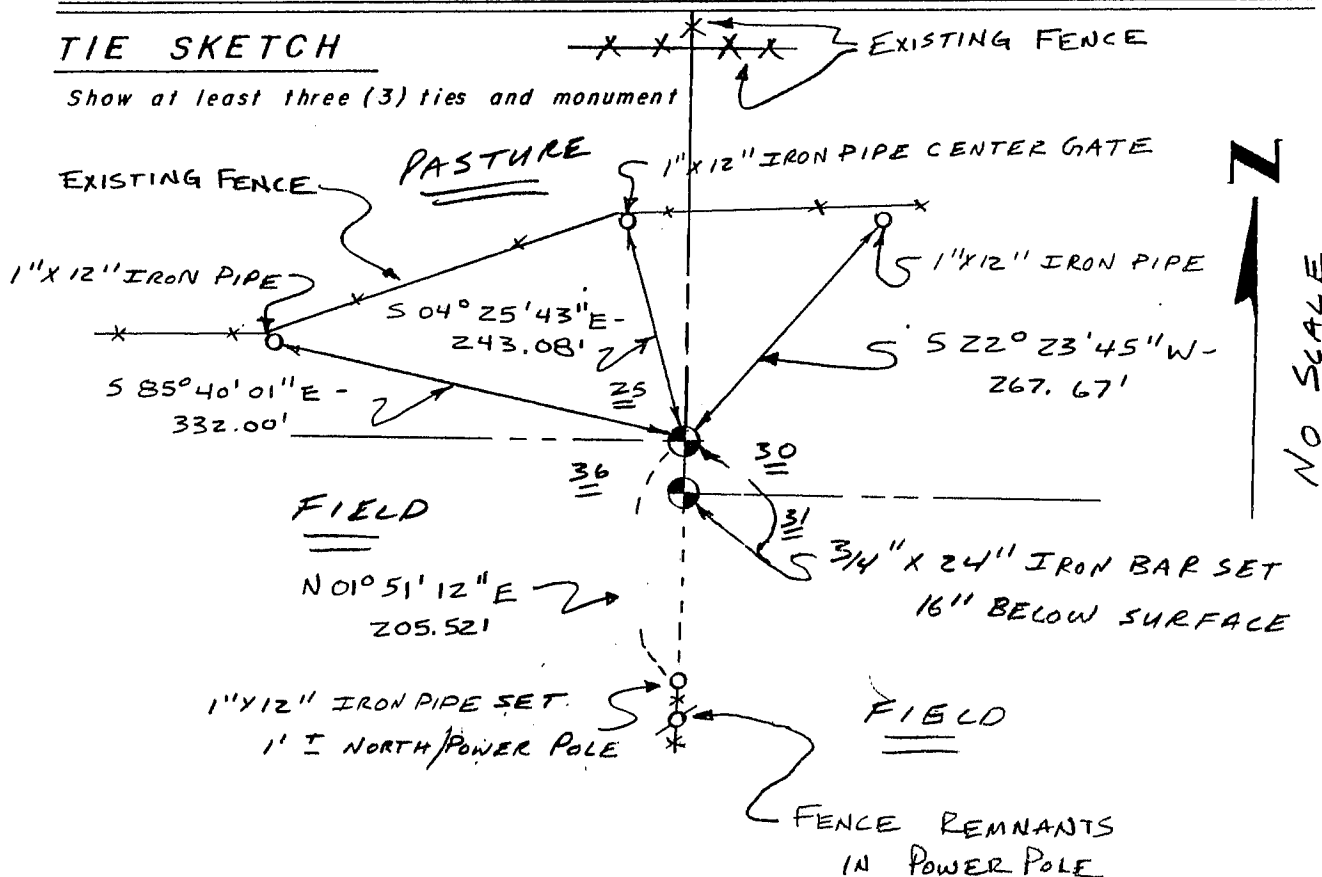 TIE SKETCH
Show at least three (3) ties and monument
EXISTING FENCE
PASTURE
1"X12" IRON PIPE CENTER GATE
EXISTING FENCE
N
1"X12" IRON PIPE
1"X12" IRON PIPE
S 04° 25'43"E-
243.08'
S 22° 23'45"W-
267.67'
NO SCALE
S 85°40'01"E-
332.00'
25
36
30
31
FIELD
3/4" X 24" IRON BAR SET
16" BELOW SURFACE
N 01° 51' 12"E
205.52'
1"X12" IRON PIPE SET
1' ± NORTH/POWER POLE
FIELD
FENCE REMNANTS
IN POWER POLE